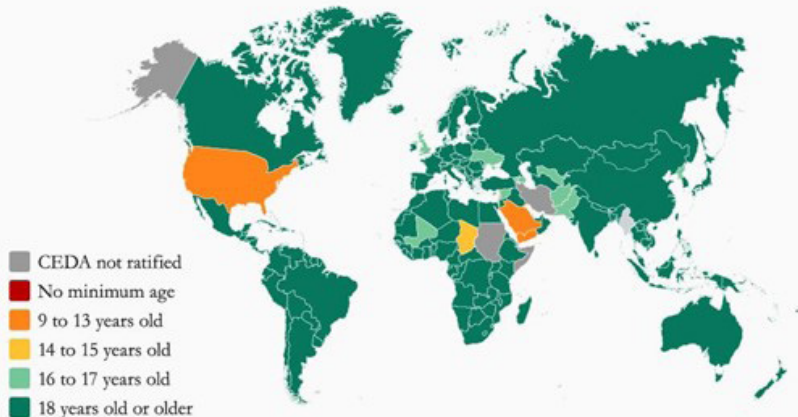 CEDA not ratified
No minimum age
9 to 13 years old
14 to 15 years old
16 to 17 years old
18 years old or older